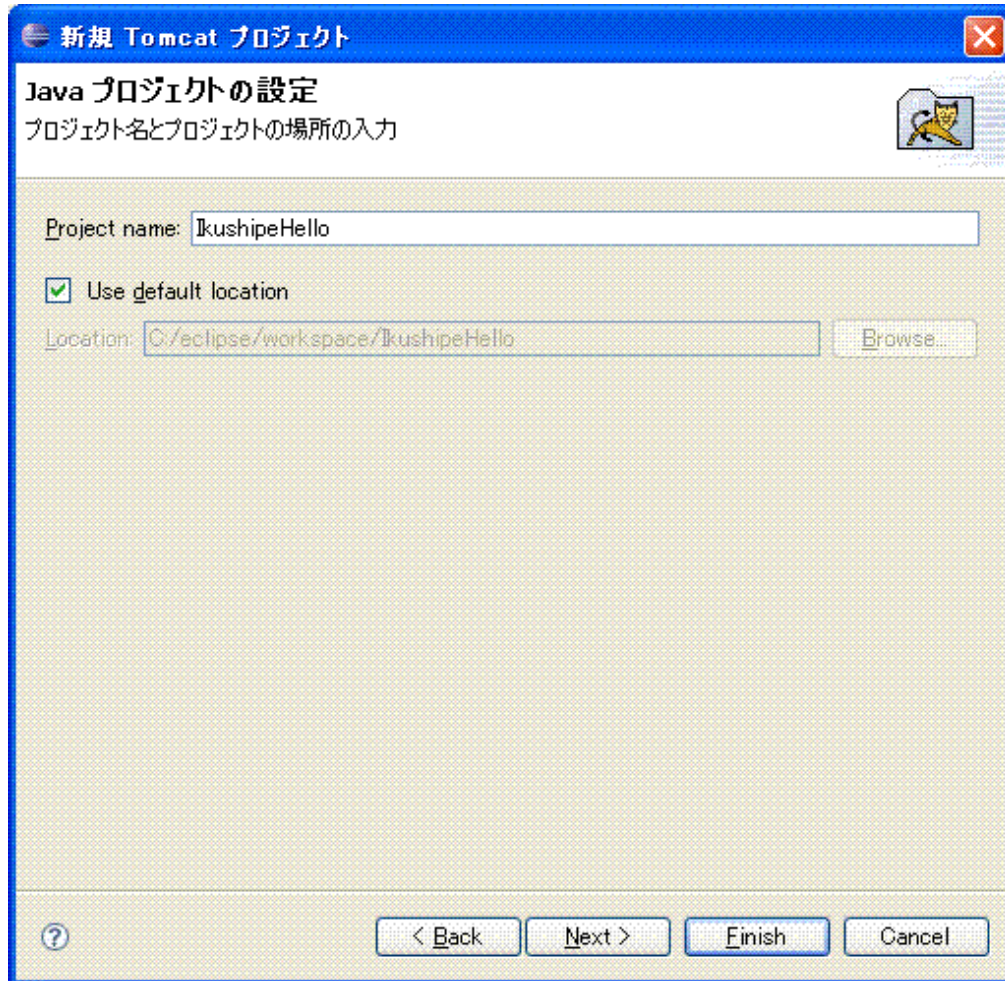 新規 Tomcat プロジェクト
Java プロジェクトの設定
プロジェクト名とプロジェクトの場所の入力
Project name: IkushipeHello
Use default location
Location: C:/eclipse/workspace/IkushipeHello Browse...
? < Back Next > Finish Cancel